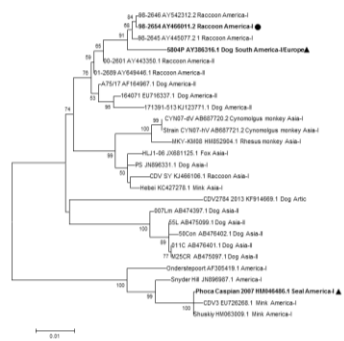 98-2646 AY542312.2 Raccoon America-I
98-2654 AY466011.2 Raccoon America-I
98-2645 AY445077.2 Raccoon America-I
5804P AY386316.1 Dog South America-I/Europe
00-2601 AY443350.1 Raccoon America-II
01-2689 AY649446.1 Raccoon America-II
A75/17 AF164967.1 Dog America-II
164071 EU716337.1 Dog America-II
171391-513 KJ123771.1 Dog America-II
CYN07-dV AB687720.2 Cynomolgus monkey Asia-I
Strain CYN07-HV AB687721.2 Cynomolgus monkey Asia-I
MKY-KM08 HM852904.1 Rhesus monkey Asia-I
HLJ1-06 JX681125.1 Fox Asia-I
PS JN896331.1 Dog Asia-I
CDV SY KJ466106.1 Raccoon Asia-I
Hebei KC427278.1 Mink Asia-I
CDV2784 2013 KF914669.1 Dog Artic
007Lm AB474397.1 Dog Asia-II
55L AB475099.1 Dog Asia-II
50Con AB476402.1 Dog Asia-II
011C AB476401.1 Dog Asia-II
M25CR AB475097.1 Dog Asia-II
Onderstepoort AF305419.1 America-I
Snyder Hill JN896987.1 America-I
Phoca Caspian 2007 HM046486.1 Seal America-I
CDV3 EU726268.1 Mink America-I
Shuskiy HM063009.1 Mink America-I
0.01